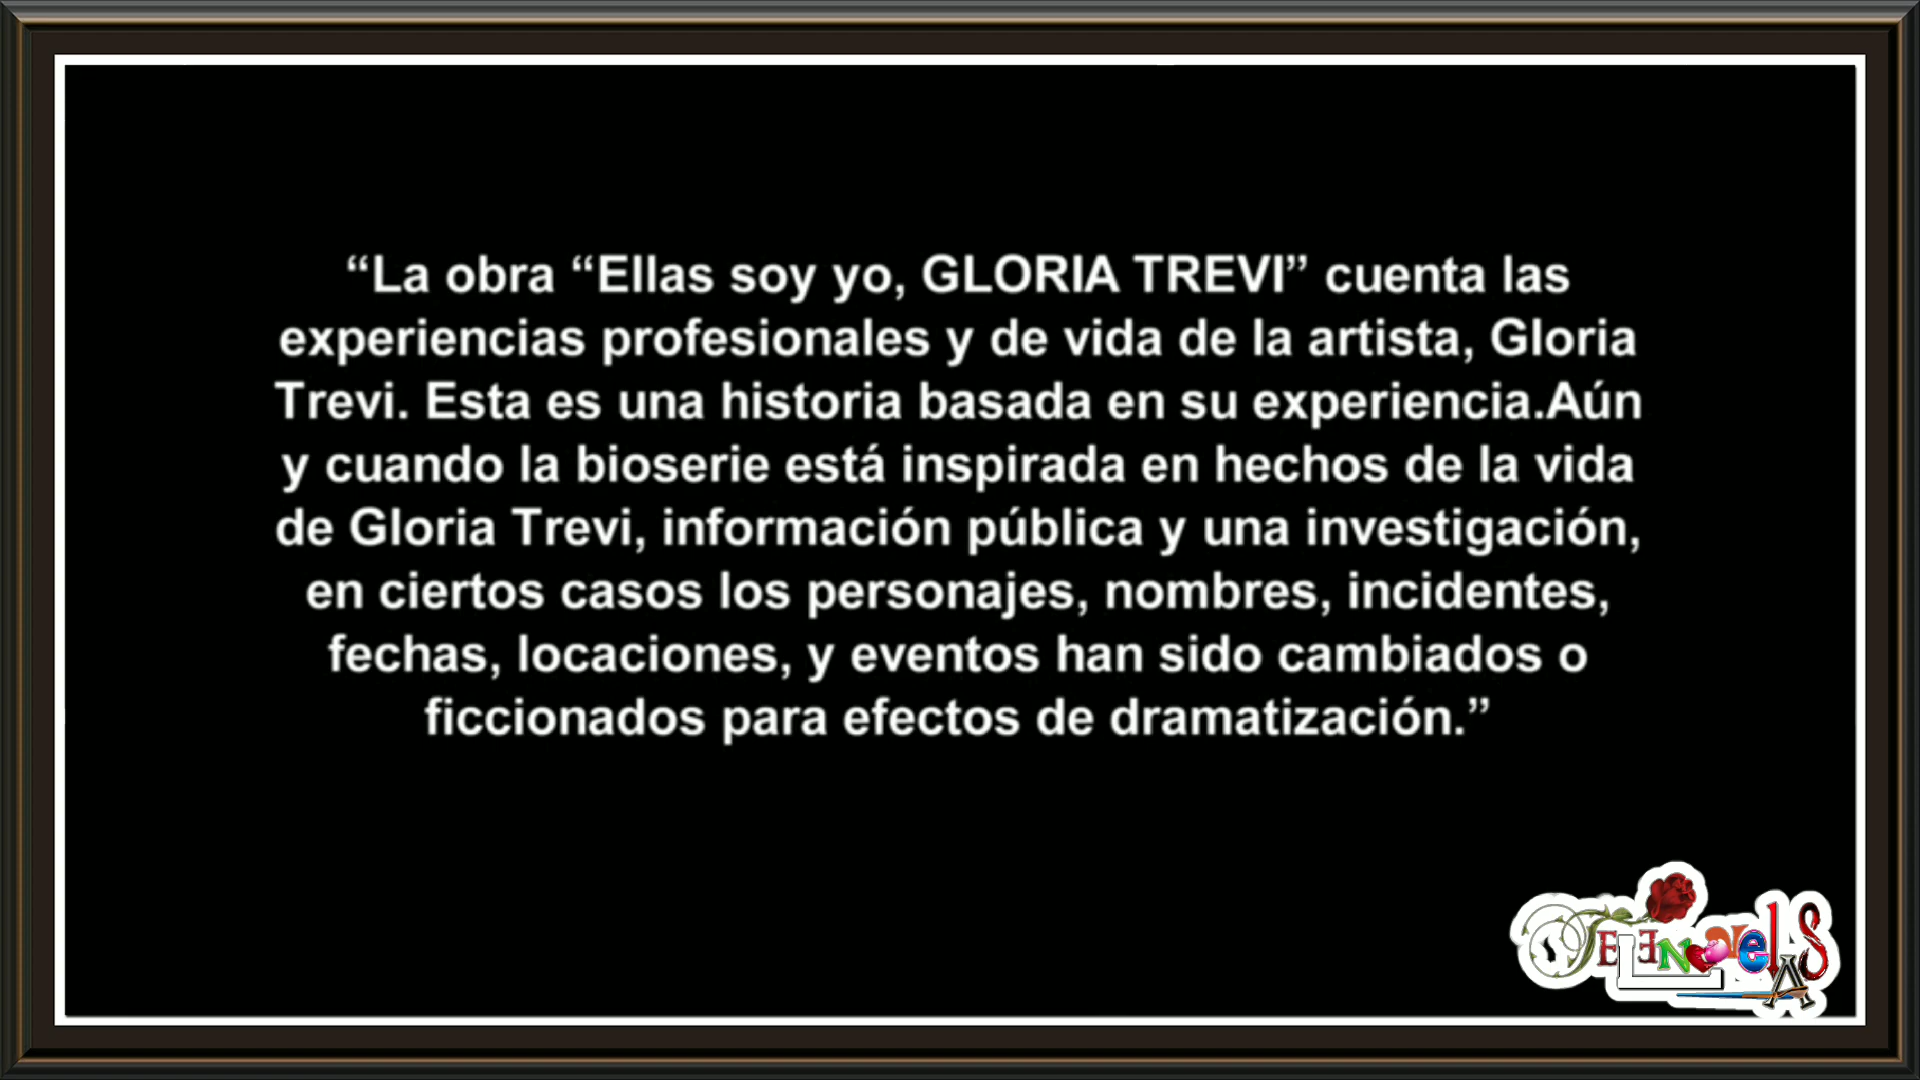 “La obra “Ellas soy yo, GLORIA TREVI” cuenta las
experiencias profesionales y de vida de la artista, Gloria
Trevi. Esta es una historia basada en su experiencia.Aún
y cuando la bioserie está inspirada en hechos de la vida
de Gloria Trevi, información pública y una investigación,
en ciertos casos los personajes, nombres, incidentes,
fechas, locaciones, y eventos han sido cambiados o
ficcionados para efectos de dramatización.”
TELENovelAS